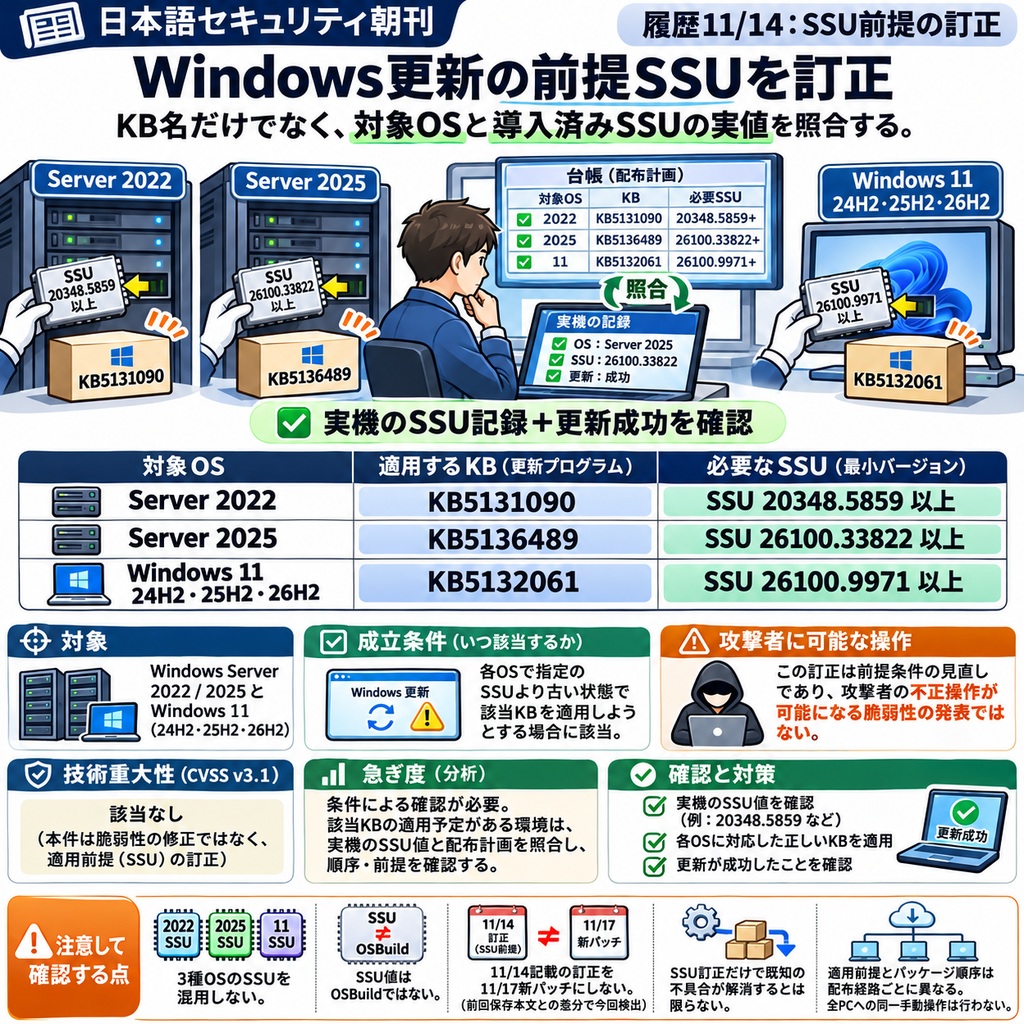 日本語セキュリティ朝刊
履歴11/14：SSU前提の訂正
Windows更新の前提SSUを訂正
KB名だけでなく、対象OSと導入済みSSUの実値を照合する。
Server 2022
SSU
20348.5859
以上
KB5131090
Server 2025
SSU
26100.33822
以上
KB5136489
台帳（配布計画）
対象OS KB 必要SSU
2022 KB5131090 20348.5859+
2025 KB5136489 26100.33822+
11 KB5132061 26100.9971+
照合
実機の記録
OS：Server 2025
SSU：26100.33822
更新：成功
Windows 11
24H2・25H2・26H2
SSU
26100.9971
以上
KB5132061
実機のSSU記録＋更新成功を確認
対象OS 適用するKB（更新プログラム） 必要なSSU（最小バージョン）
Server 2022 KB5131090 SSU 20348.5859 以上
Server 2025 KB5136489 SSU 26100.33822 以上
Windows 11
24H2・25H2・26H2 KB5132061 SSU 26100.9971 以上
対象
Windows Server
2022 / 2025 と
Windows 11
（24H2・25H2・26H2）
成立条件（いつ該当するか）
Windows 更新
各OSで指定の
SSUより古い状態で
該当KBを適用しよう
とする場合に該当。
攻撃者に可能な操作
この訂正は前提条件の見直し
であり、攻撃者の不正操作が
可能になる脆弱性の発表では
ない。
技術重大性（CVSS v3.1）
該当なし
（本件は脆弱性の修正ではなく、
適用前提（SSU）の訂正）
急ぎ度（分析）
条件による確認が必要。
該当KBの適用予定がある環境は、
実機のSSU値と配布計画を照合し、
順序・前提を確認する。
確認と対策
実機のSSU値を確認
（例：20348.5859 など）
各OSに対応した正しいKBを適用
更新が成功したことを確認
更新成功
注意して
確認する点
2022
SSU
2025
SSU
11
SSU
3種OSのSSUを
混用しない。
SSU
≠
OSBuild
SSU値は
OSBuildではない。
11/14
訂正
（SSU前提）
≠
11/17
新パッチ
11/14記載の訂正を
11/17新パッチにしない。
（前回保存本文との差分で今回検出）
SSU訂正だけで既知の
不具合が解消するとは
限らない。
適用前提とパッケージ順序は
配布経路ごとに異なる。
全PCへの同一手動操作は行わない。